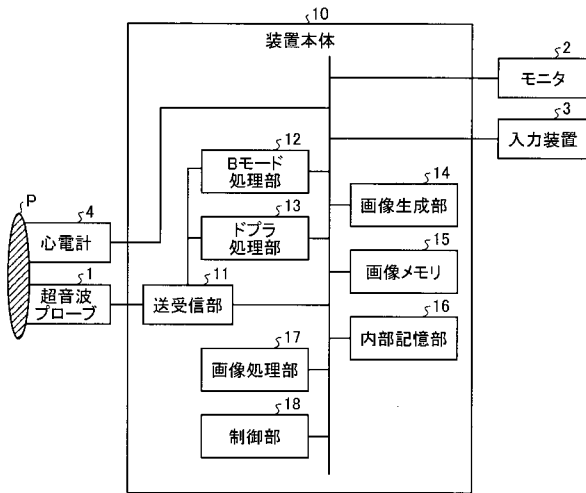 10
装置本体
2
モニタ
3
入力装置
12
Bモード
処理部
P
4
心電計
13
ドプラ
処理部
14
画像生成部
1
超音波
プローブ
11
送受信部
15
画像メモリ
16
内部記憶部
17
画像処理部
18
制御部